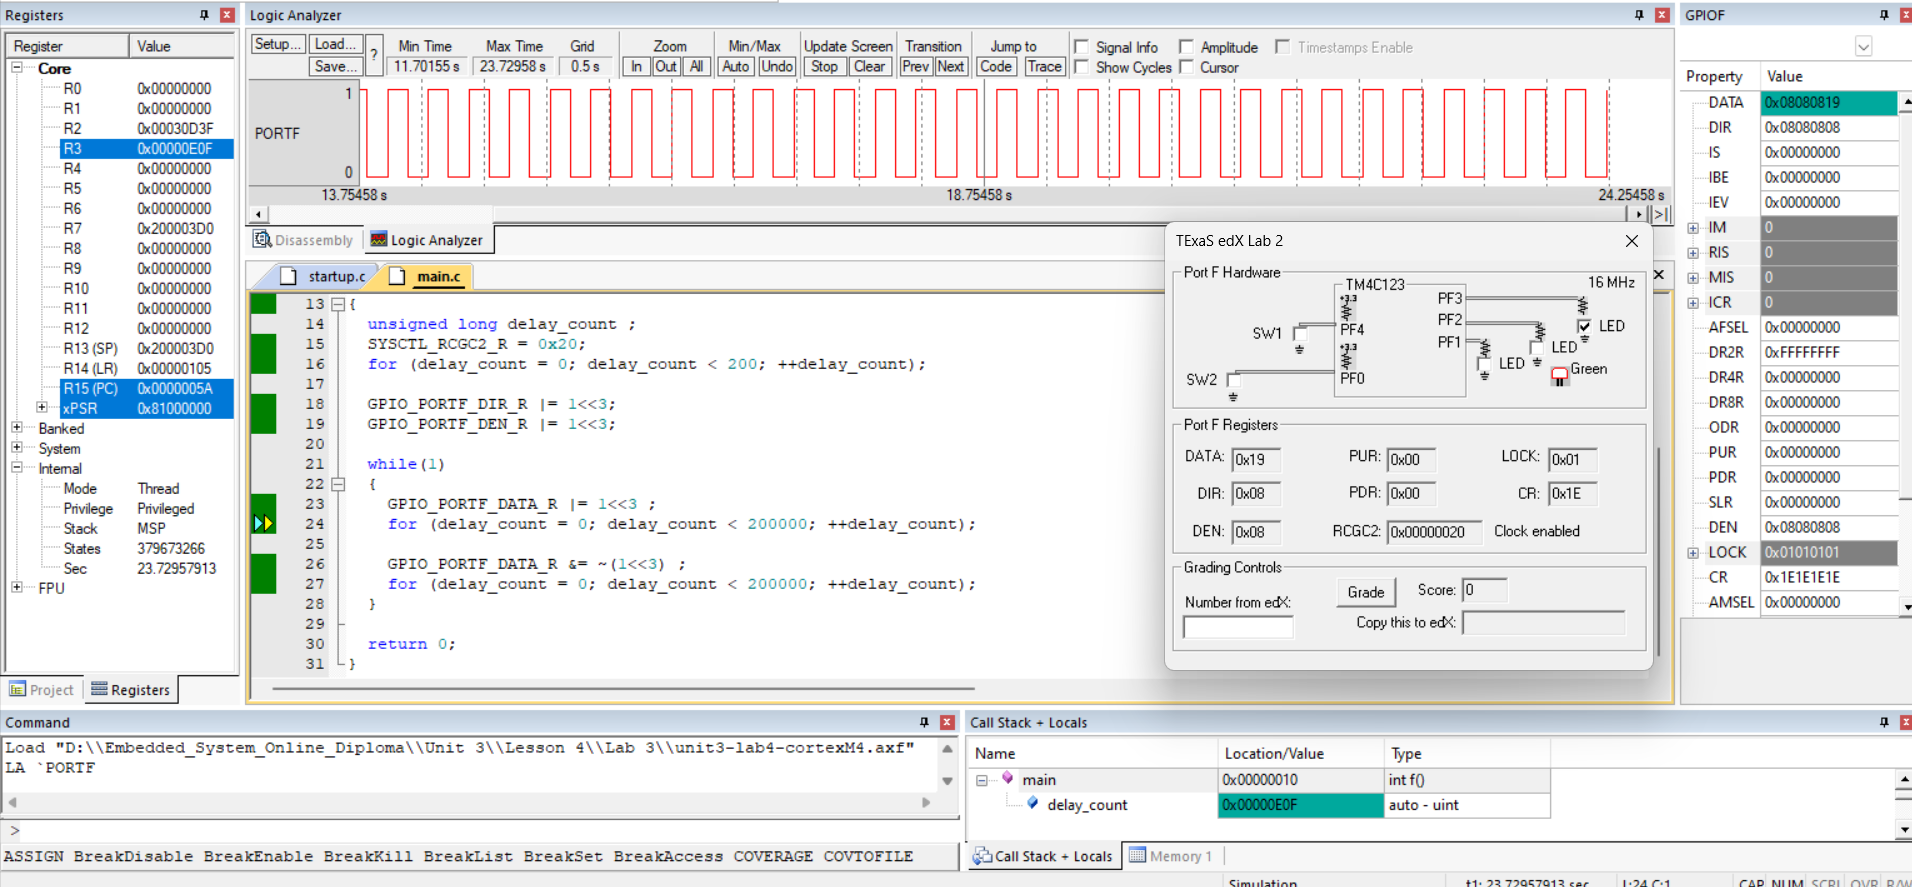 Registers
Register Value
Core
R0 0x00000000
R1 0x00000000
R2 0x00030D3F
R3 0x00000E0F
R4 0x00000000
R5 0x00000000
R6 0x00000000
R7 0x200003D0
R8 0x00000000
R9 0x00000000
R10 0x00000000
R11 0x00000000
R12 0x00000000
R13 (SP) 0x200003D0
R14 (LR) 0x00000105
R15 (PC) 0x0000005A
xPSR 0x81000000
Banked
System
Internal
Mode Thread
Privilege Privileged
Stack MSP
States 379673266
Sec 23.72957913
FPU
Project Registers
Logic Analyzer
Setup... Load... Save... ?
Min Time Max Time Grid Zoom Min/Max Update Screen Transition Jump to Signal Info Amplitude Timestamps Enable
11.70155 s 23.72958 s 0.5 s In Out All Auto Undo Stop Clear Prev Next Code Trace Show Cycles Cursor
1
PORTF
0
13.75458 s 18.75458 s 24.25458 s
Disassembly Logic Analyzer
startup.c main.c
13 {
14 unsigned long delay_count ;
15 SYSCTL_RCGC2_R = 0x20;
16 for (delay_count = 0; delay_count < 200; ++delay_count);
17
18 GPIO_PORTF_DIR_R |= 1<<3;
19 GPIO_PORTF_DEN_R |= 1<<3;
20
21 while(1)
22 {
23 GPIO_PORTF_DATA_R |= 1<<3 ;
24 for (delay_count = 0; delay_count < 200000; ++delay_count);
25
26 GPIO_PORTF_DATA_R &= ~(1<<3) ;
27 for (delay_count = 0; delay_count < 200000; ++delay_count);
28 }
29
30 return 0;
31 }
TExaS edX Lab 2
Port F Hardware
TM4C123 16 MHz
+3.3 PF3
PF2 LED
SW1 PF4 PF1 LED
+3.3 LED Green
SW2 PF0
Port F Registers
DATA: 0x19 PUR: 0x00 LOCK: 0x01
DIR: 0x08 PDR: 0x00 CR: 0x1E
DEN: 0x08 RCGC2: 0x00000020 Clock enabled
Grading Controls
Number from edX: Grade Score: 0
Copy this to edX:
GPIOF
Property Value
DATA 0x08080819
DIR 0x08080808
IS 0x00000000
IBE 0x00000000
IEV 0x00000000
IM 0
RIS 0
MIS 0
ICR 0
AFSEL 0x00000000
DR2R 0xFFFFFFFF
DR4R 0x00000000
DR8R 0x00000000
ODR 0x00000000
PUR 0x00000000
PDR 0x00000000
SLR 0x00000000
DEN 0x08080808
LOCK 0x01010101
CR 0x1E1E1E1E
AMSEL 0x00000000
Command
Load "D:\\Embedded_System_Online_Diploma\\Unit 3\\Lesson 4\\Lab 3\\unit3-lab4-cortexM4.axf"
LA `PORTF
>
ASSIGN BreakDisable BreakEnable BreakKill BreakList BreakSet BreakAccess COVERAGE COVTOFILE
Call Stack + Locals
Name Location/Value Type
main 0x00000010 int f()
delay_count 0x00000E0F auto - uint
Call Stack + Locals Memory 1
Simulation t1: 23.72957913 sec L:24 C:1 CAP NUM SCRL OVR R/W